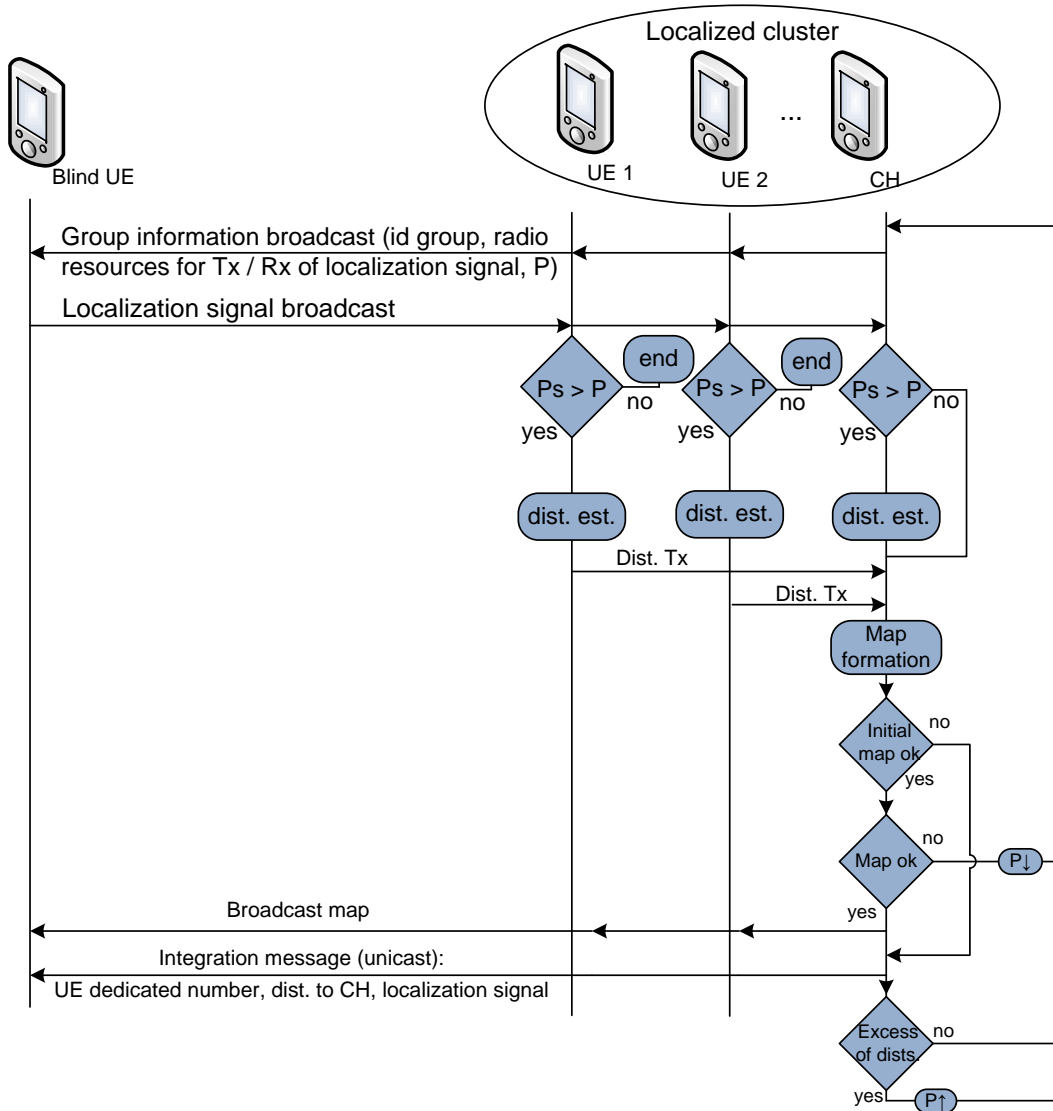 Localized cluster
...
Blind UE
UE 1
UE 2
CH
Group information broadcast (id group, radio
resources for Tx / Rx of localization signal, P)
Localization signal broadcast
end
end
Ps > P
no
Ps > P
no
Ps > P
no
yes
yes
yes
dist. est.
dist. est.
dist. est.
Dist. Tx
Dist. Tx
Map
formation
Initial
map ok
no
yes
Map ok
no
P↓
yes
Broadcast map
Integration message (unicast):
UE dedicated number, dist. to CH, localization signal
Excess
of dists.
no
yes
P↑